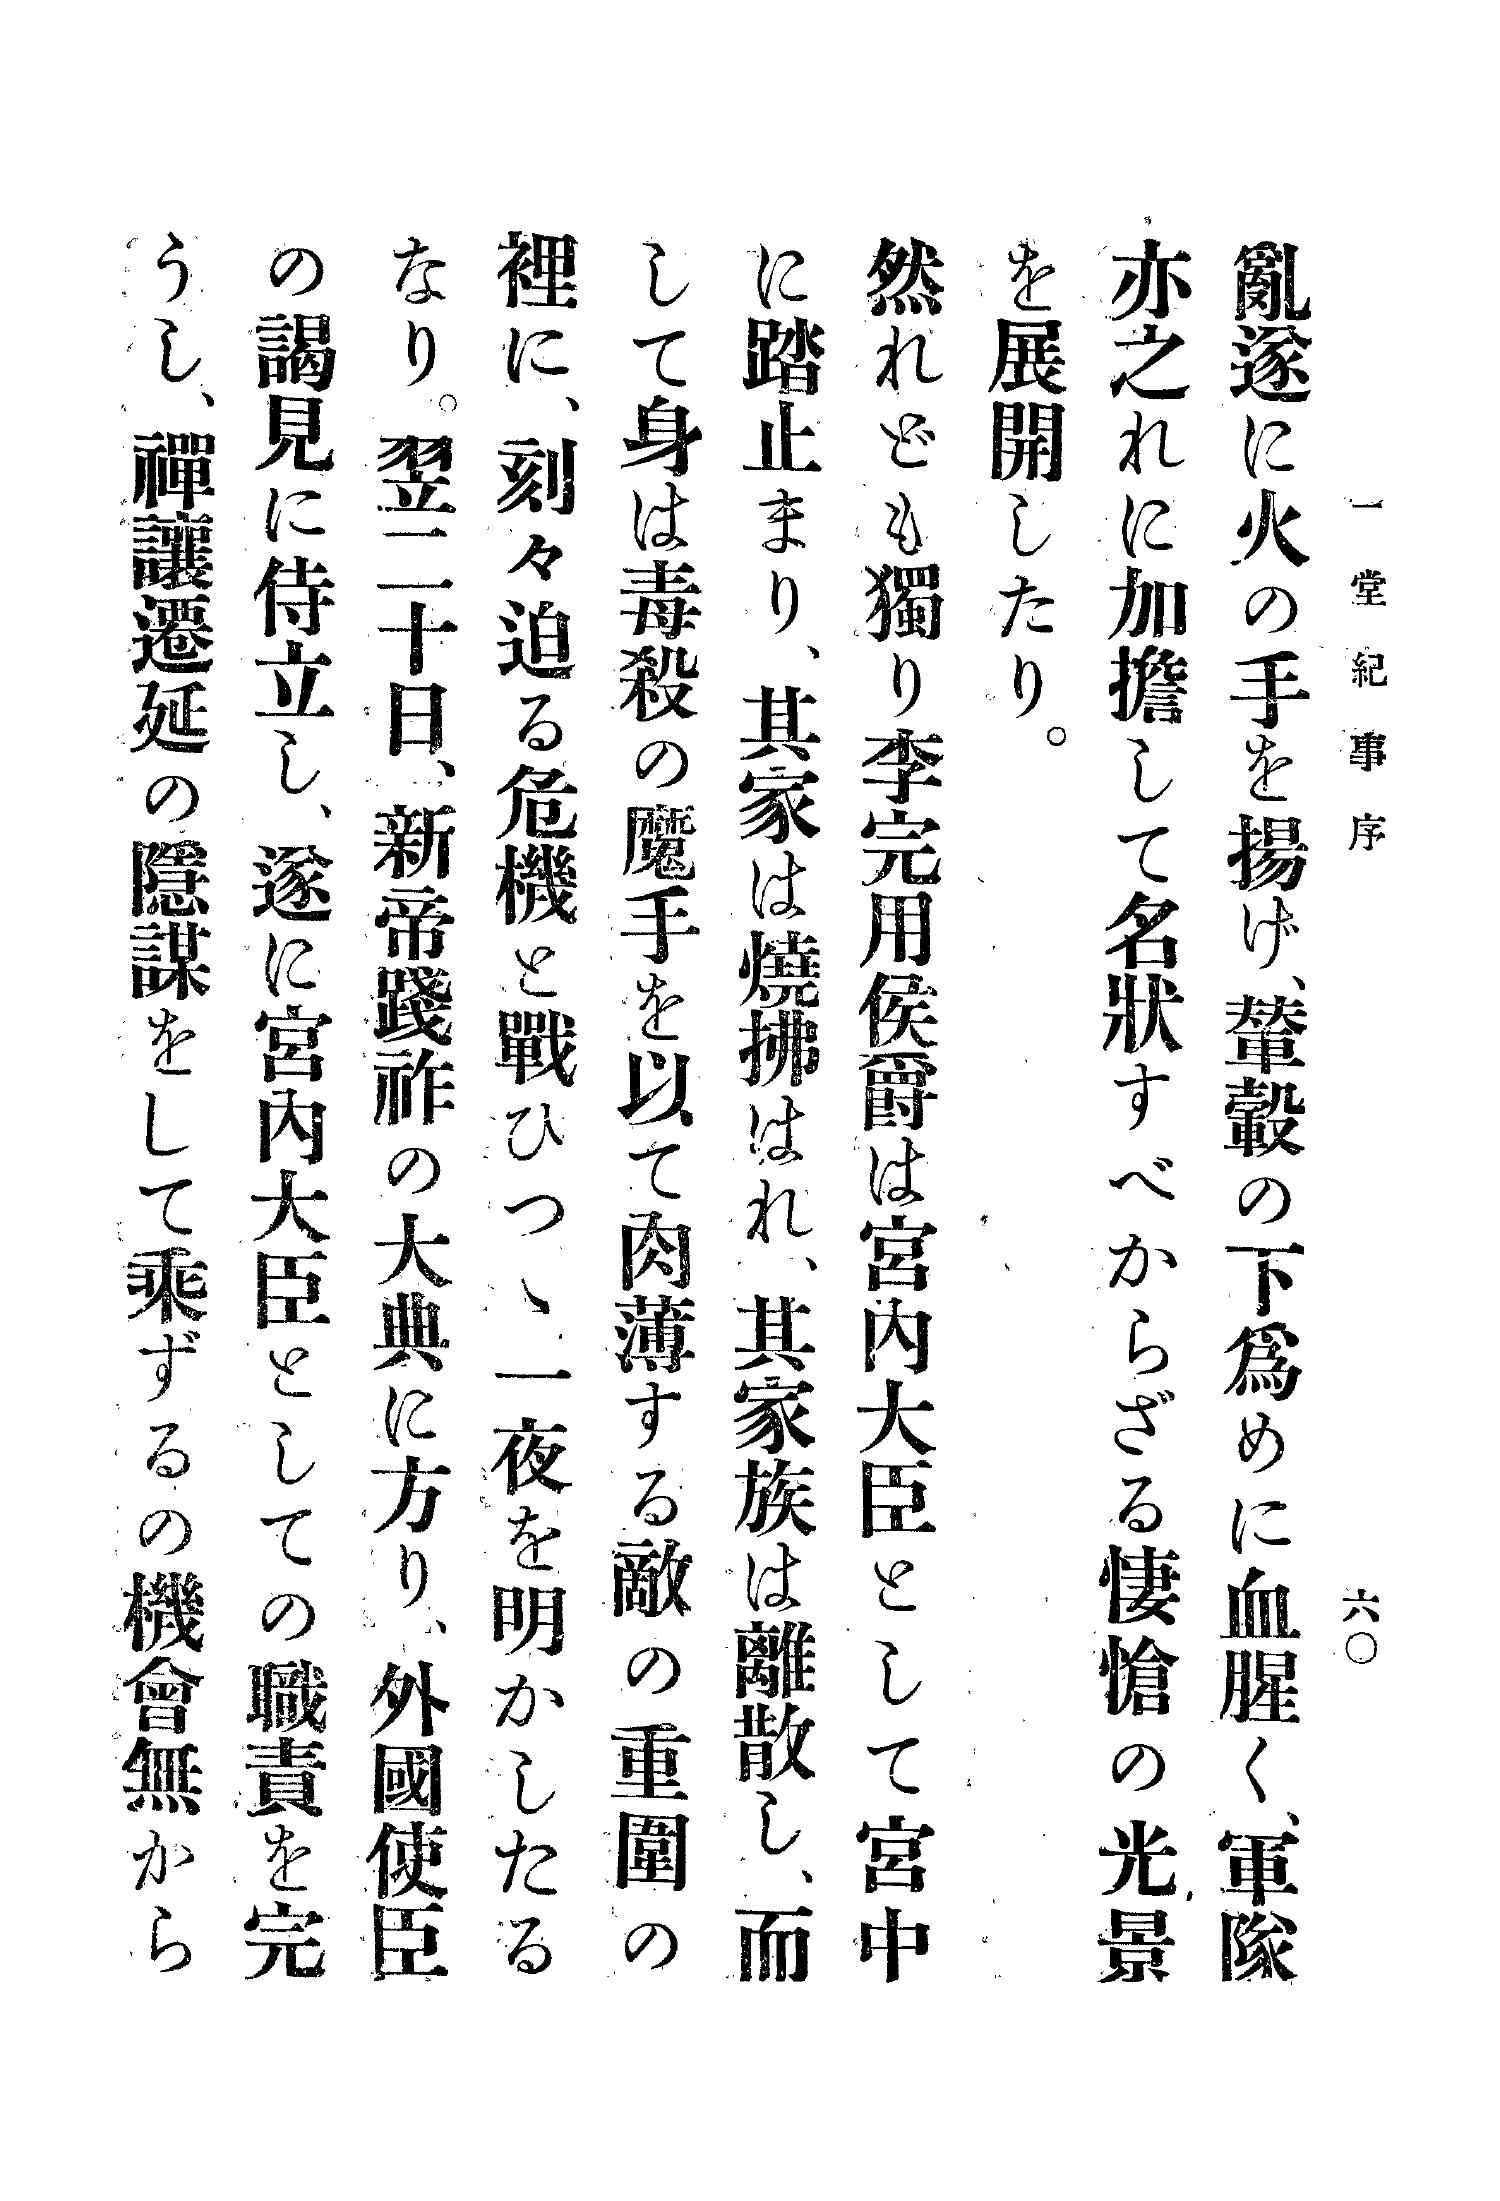 一堂紀事序
六〇
亂遂に火の手を揚げ、輦轂の下爲めに血腥く、軍隊
亦之れに加擔して名狀すべからざる悽愴の光景
を展開したり。
然れども獨り李完用侯爵は宮內大臣として宮中
に踏止まり、其家は燒拂はれ、其家族は離散し、而
して身は毒殺の魔手を以て肉薄する敵の重圍の
裡に、刻々迫る危機と戰ひつゝ一夜を明かしたる
なり。翌二十日、新帝踐祚の大典に方り、外國使臣
の謁見に侍立し、遂に宮內大臣としての職責を完
うし、禪讓遷延の隱謀をして乘ずるの機會無から